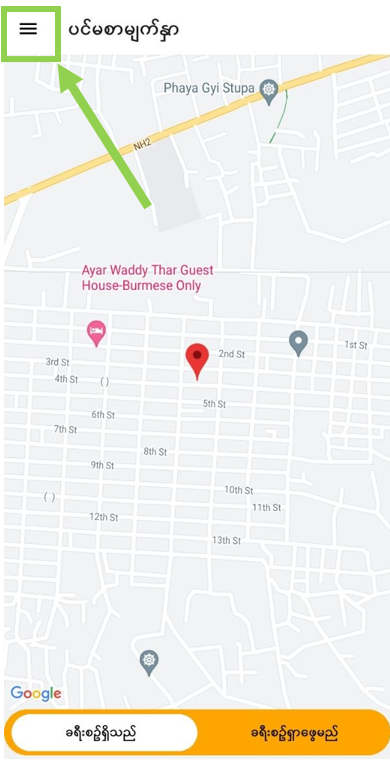 ပင်မစာမျက်နှာ
Phaya Gyi Stupa
NH2
Ayar Waddy Thar Guest
House-Burmese Only
2nd St
1st St
3rd St
4th St
( )
5th St
6th St
7th St
8th St
9th St
10th St
( )
11th St
12th St
13th St
Google
ခရီးစဥ်ရှိသည်
ခရီးစဥ်ရှာဖွေမည်